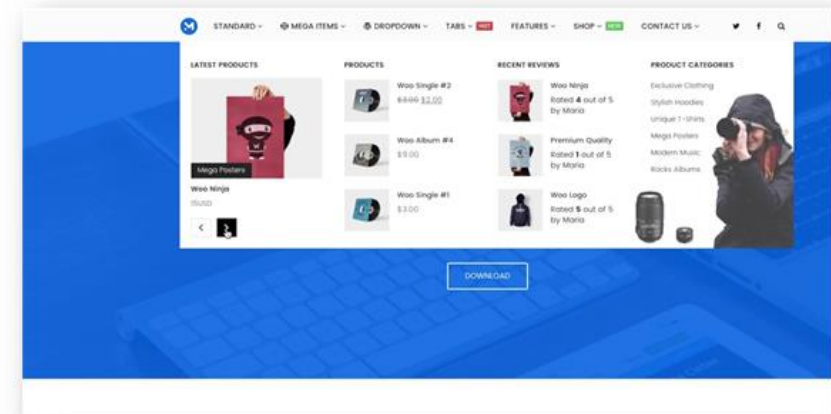 STANDARD
MEGA ITEMS
DROPDOWN
TABS HOT
FEATURES
SHOP NEW
CONTACT US
LATEST PRODUCTS
Mega Posters
Woo Ninja
15USD
PRODUCTS
Woo Single #2
$3.00 $2.00
Woo Album #4
$9.00
Woo Single #1
$3.00
RECENT REVIEWS
Woo Ninja
Rated 4 out of 5
by Maria
Premium Quality
Rated 1 out of 5
by Maria
Woo Logo
Rated 5 out of 5
by Maria
PRODUCT CATEGORIES
Exclusive Clothing
Stylish Hoodies
Unique T-Shirts
Mega Posters
Modern Music
Rocks Albums
DOWNLOAD